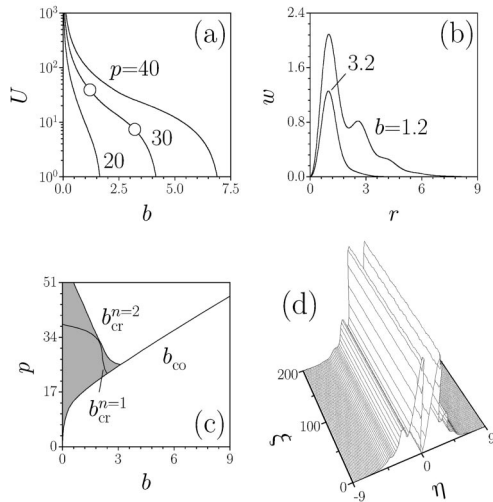 (a)
U
10³
10²
10¹
10⁰
p=40
30
20
0.0 2.5 5.0 7.5
b
(b)
w
2.4
1.6
0.8
0.0
3.2
b=1.2
0 3 6 9
r
(c)
p
51
34
17
0
b_cr^{n=2}
b_cr^{n=1}
b_co
0 3 6 9
b
(d)
200
100
0
ξ
-9
0
9
η